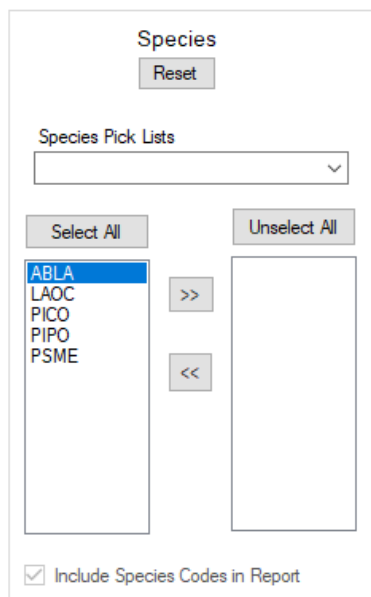 Species
Reset
Species Pick Lists
Select All
Unselect All
ABLA
LAOC
PICO
PIPO
PSME
>>
<<
Include Species Codes in Report